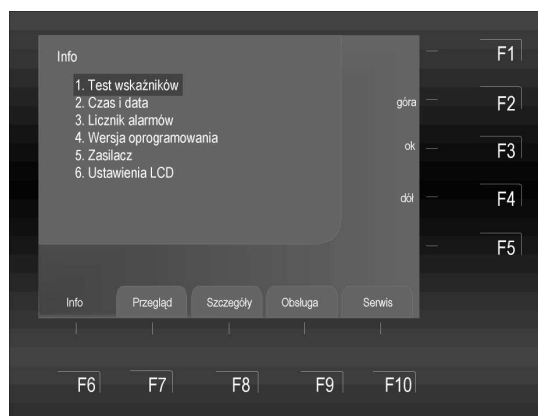 Info
1. Test wskaźników
2. Czas i data
3. Licznik alarmów
4. Wersja oprogramowania
5. Zasilacz
6. Ustawienia LCD
F1
góra F2
ok F3
dół F4
F5
Info Przegląd Szczegóły Obsługa Serwis
F6 F7 F8 F9 F10